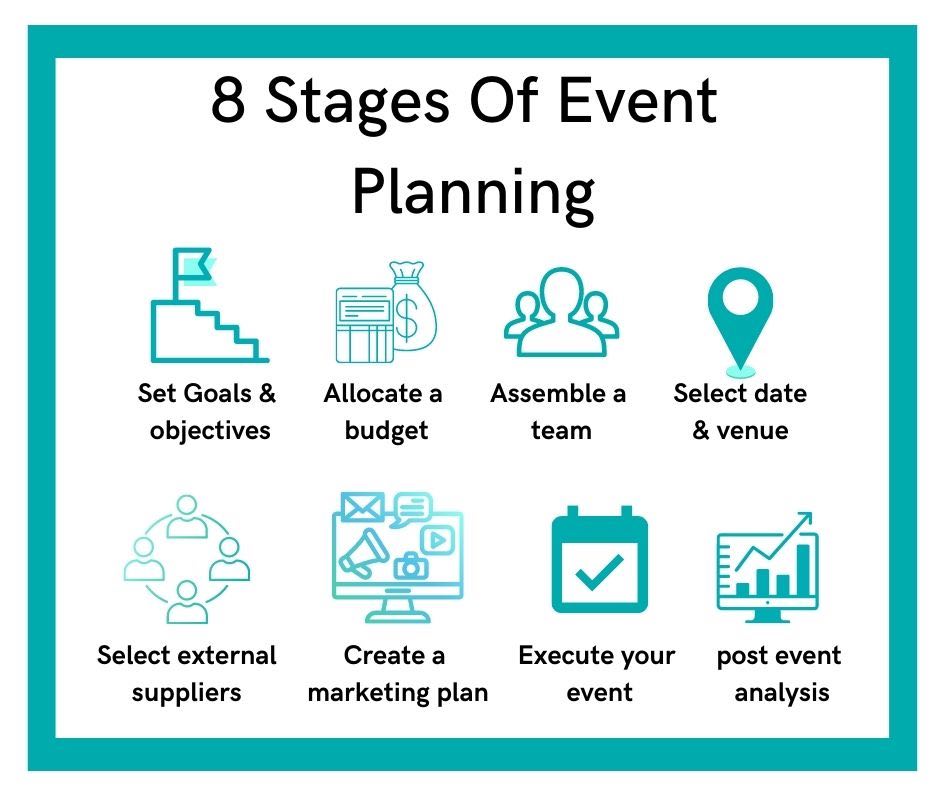 8 Stages Of Event
Planning
Set Goals &
objectives
Allocate a
budget
Assemble a
team
Select date
& venue
Select external
suppliers
Create a
marketing plan
Execute your
event
post event
analysis